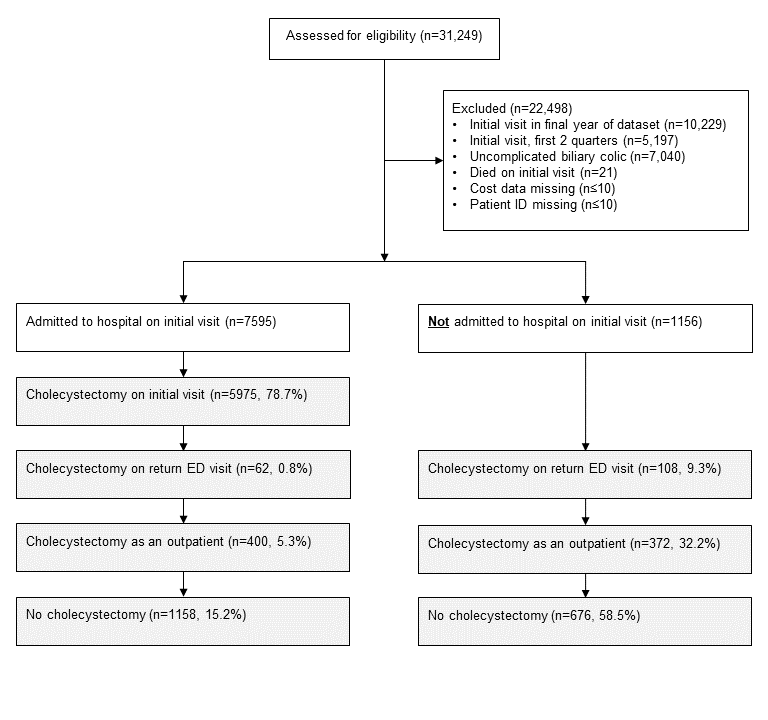 Assessed for eligibility (n=31,249)
Excluded (n=22,498)
• Initial visit in final year of dataset (n=10,229)
• Initial visit, first 2 quarters (n=5,197)
• Uncomplicated biliary colic (n=7,040)
• Died on initial visit (n=21)
• Cost data missing (n≤10)
• Patient ID missing (n≤10)
Admitted to hospital on initial visit (n=7595)
Cholecystectomy on initial visit (n=5975, 78.7%)
Cholecystectomy on return ED visit (n=62, 0.8%)
Cholecystectomy as an outpatient (n=400, 5.3%)
No cholecystectomy (n=1158, 15.2%)
Not admitted to hospital on initial visit (n=1156)
Cholecystectomy on return ED visit (n=108, 9.3%)
Cholecystectomy as an outpatient (n=372, 32.2%)
No cholecystectomy (n=676, 58.5%)